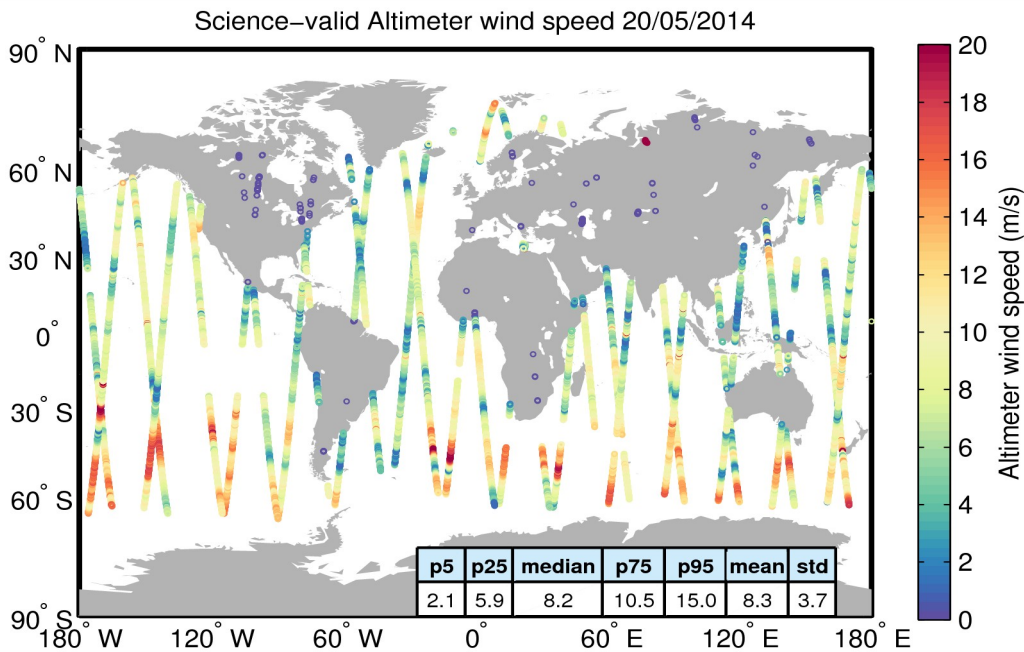 Science−valid Altimeter wind speed 20/05/2014
90° N
60° N
30° N
0°
30° S
60° S
90° S
180° W
120° W
60° W
0°
60° E
120° E
180° E
p5 p25 median p75 p95 mean std
2.1 5.9 8.2 10.5 15.0 8.3 3.7
20
18
16
14
12
10
8
6
4
2
0
Altimeter wind speed (m/s)